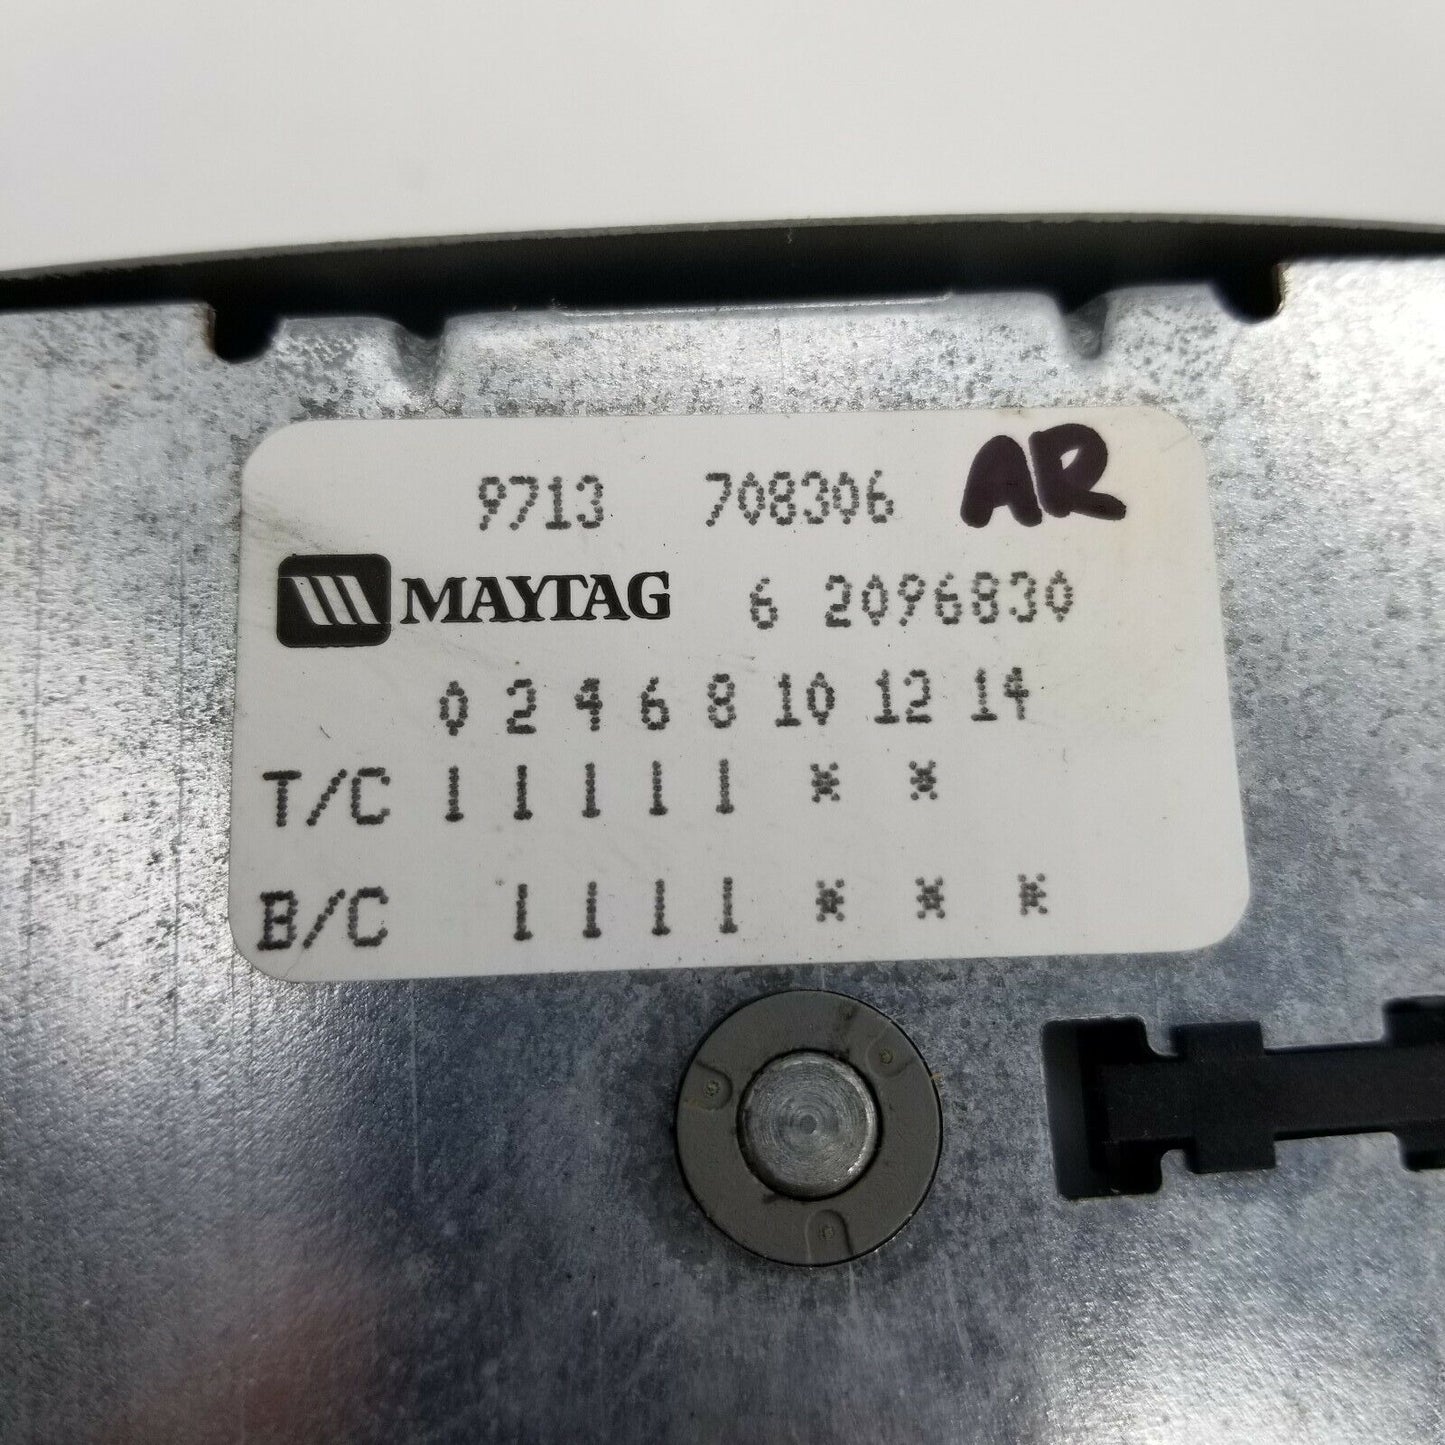 9713 708306 AR
MAYTAG 6 2096830
0 2 4 6 8 10 12 14
T/C 1 1 1 1 1 * *
B/C 1 1 1 1 * * *